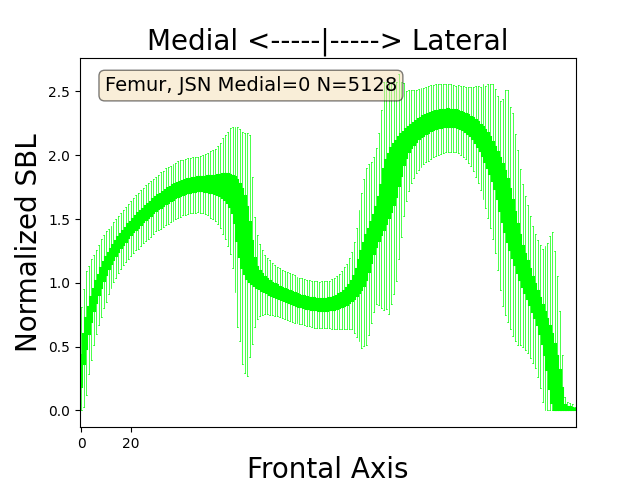 Medial <-----|-----> Lateral
Femur, JSN Medial=0 N=5128
Normalized SBL
2.5
2.0
1.5
1.0
0.5
0.0
0 20
Frontal Axis